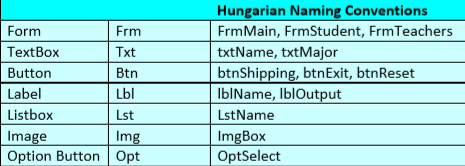 Hungarian Naming Conventions
Form Frm FrmMain, FrmStudent, FrmTeachers
TextBox Txt txtName, txtMajor
Button Btn btnShipping, btnExit, btnReset
Label Lbl lblName, lblOutput
Listbox Lst LstName
Image Img ImgBox
Option Button Opt OptSelect